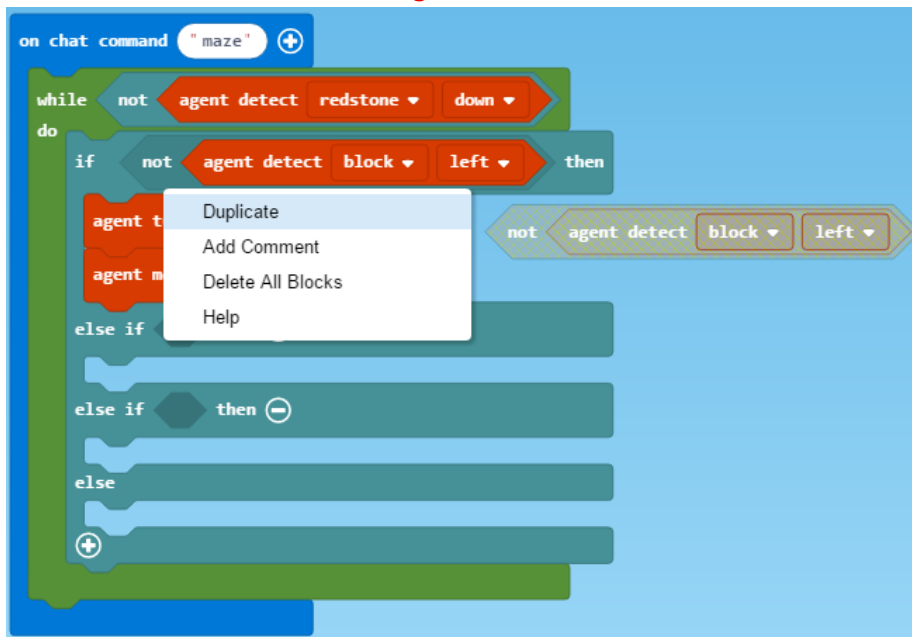 on chat command "maze"
while not agent detect redstone down
do
if not agent detect block left then
agent
Duplicate
not agent detect block left
Add Comment
agent
Delete All Blocks
Help
else if
else if then
else